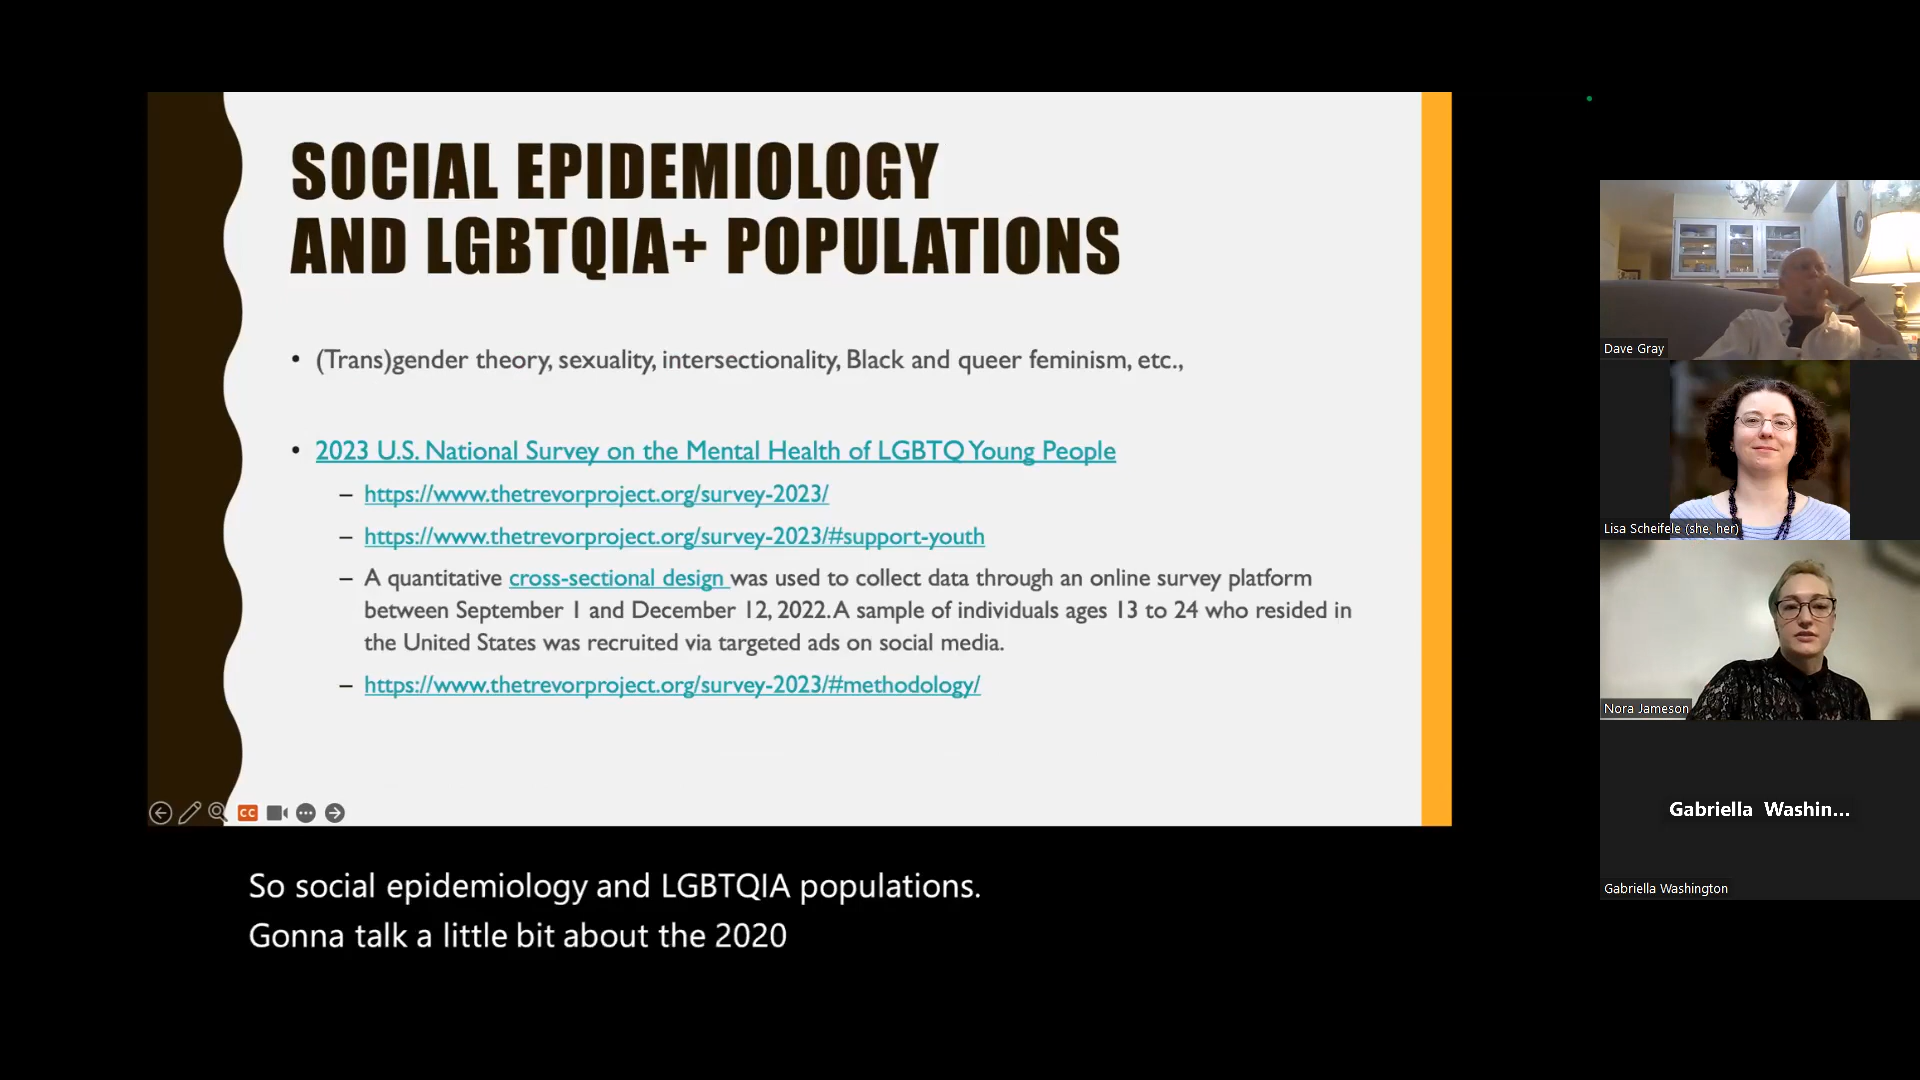 SOCIAL EPIDEMIOLOGY
AND LGBTQIA+ POPULATIONS
• (Trans)gender theory, sexuality, intersectionality, Black and queer feminism, etc.,
• 2023 U.S. National Survey on the Mental Health of LGBTQ Young People
– https://www.thetrevorproject.org/survey-2023/
– https://www.thetrevorproject.org/survey-2023/#support-youth
– A quantitative cross-sectional design was used to collect data through an online survey platform
between September 1 and December 12, 2022. A sample of individuals ages 13 to 24 who resided in
the United States was recruited via targeted ads on social media.
– https://www.thetrevorproject.org/survey-2023/#methodology/
CC
So social epidemiology and LGBTQIA populations.
Gonna talk a little bit about the 2020
Dave Gray
Lisa Scheifele (she, her)
Nora Jameson
Gabriella Washin...
Gabriella Washington